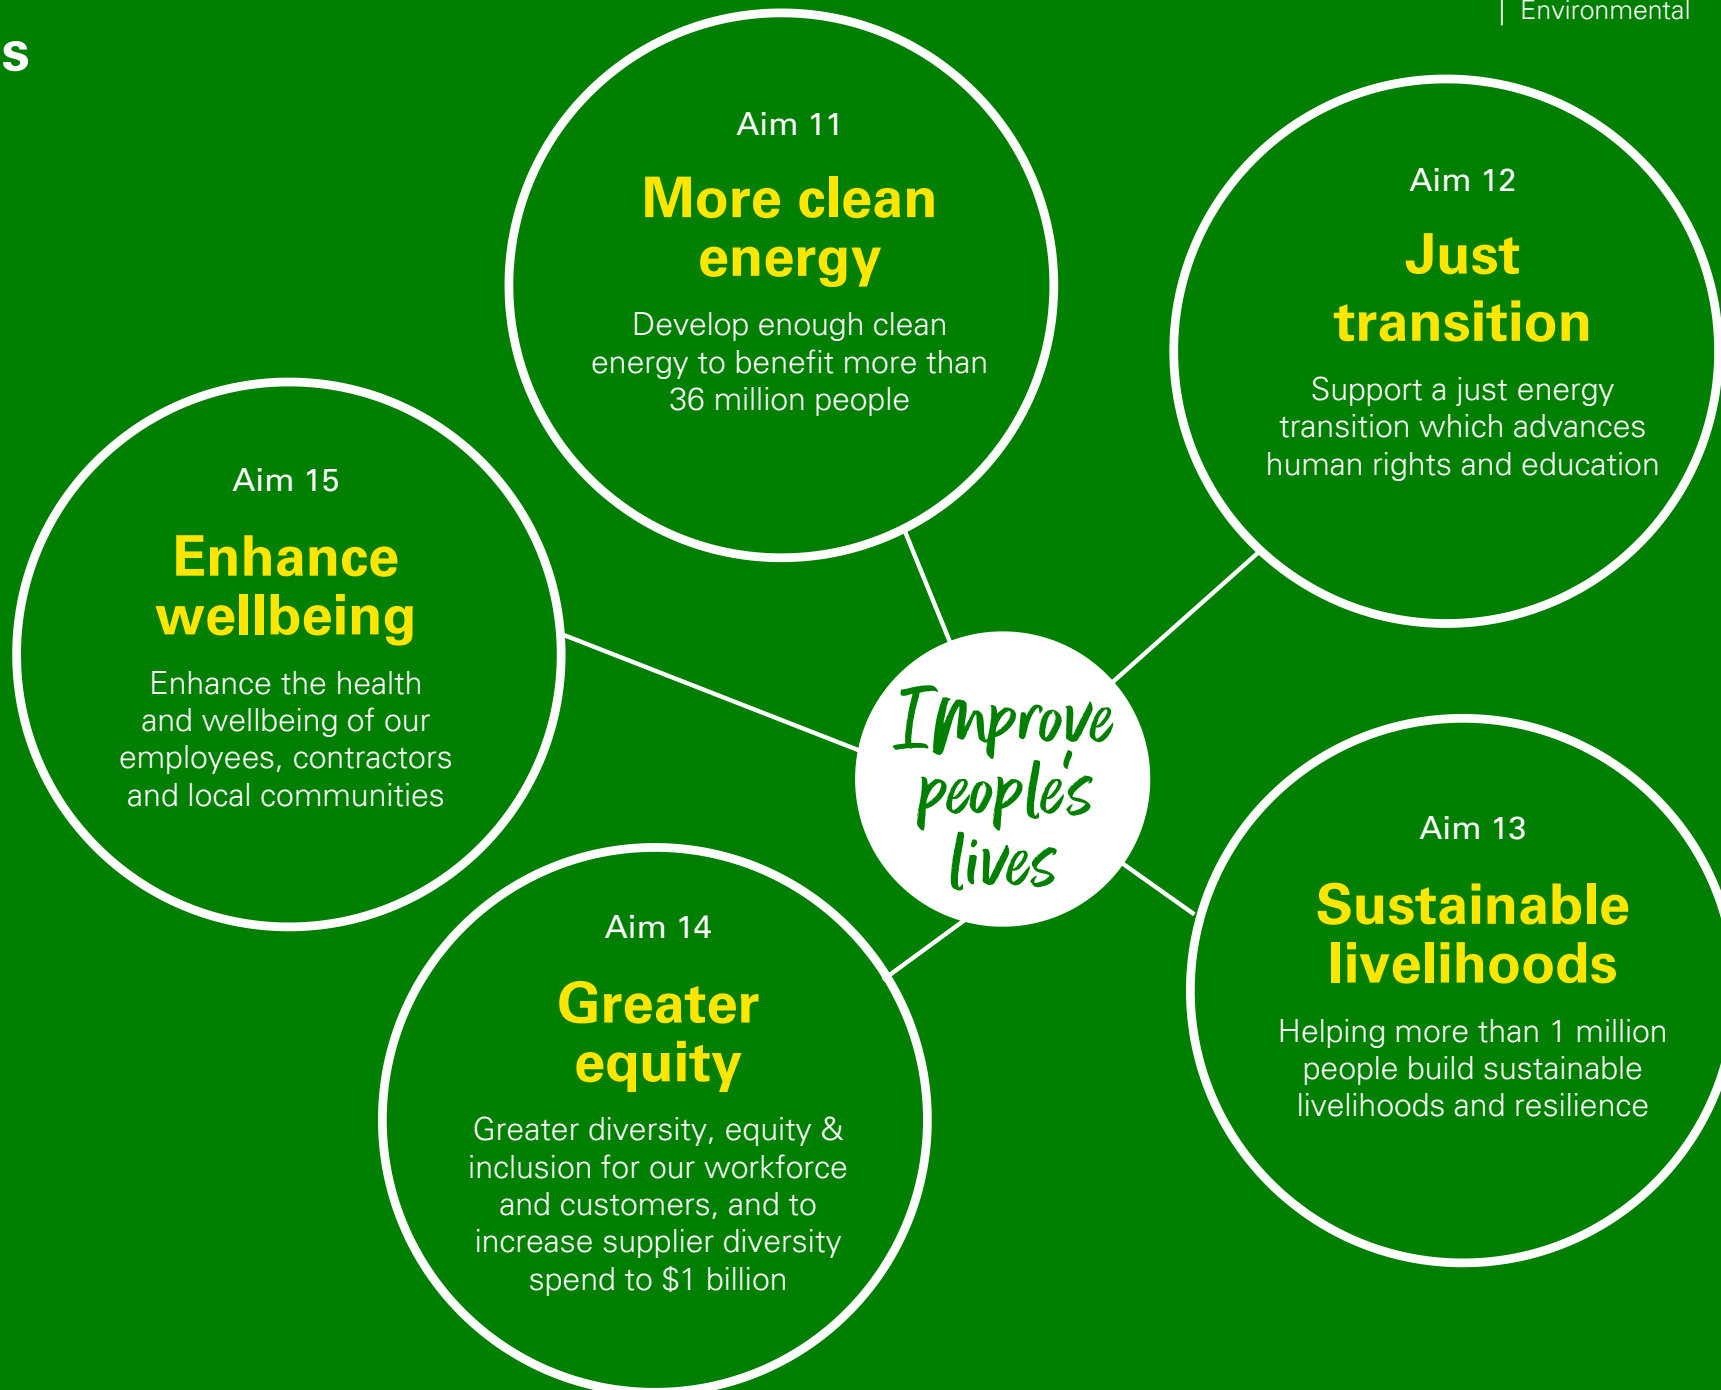 | Environmental
s
Aim 11
More clean
energy
Develop enough clean
energy to benefit more than
36 million people
Aim 12
Just
transition
Support a just energy
transition which advances
human rights and education
Aim 15
Enhance
wellbeing
Enhance the health
and wellbeing of our
employees, contractors
and local communities
Improve
people's
lives
Aim 13
Sustainable
livelihoods
Helping more than 1 million
people build sustainable
livelihoods and resilience
Aim 14
Greater
equity
Greater diversity, equity &
inclusion for our workforce
and customers, and to
increase supplier diversity
spend to $1 billion